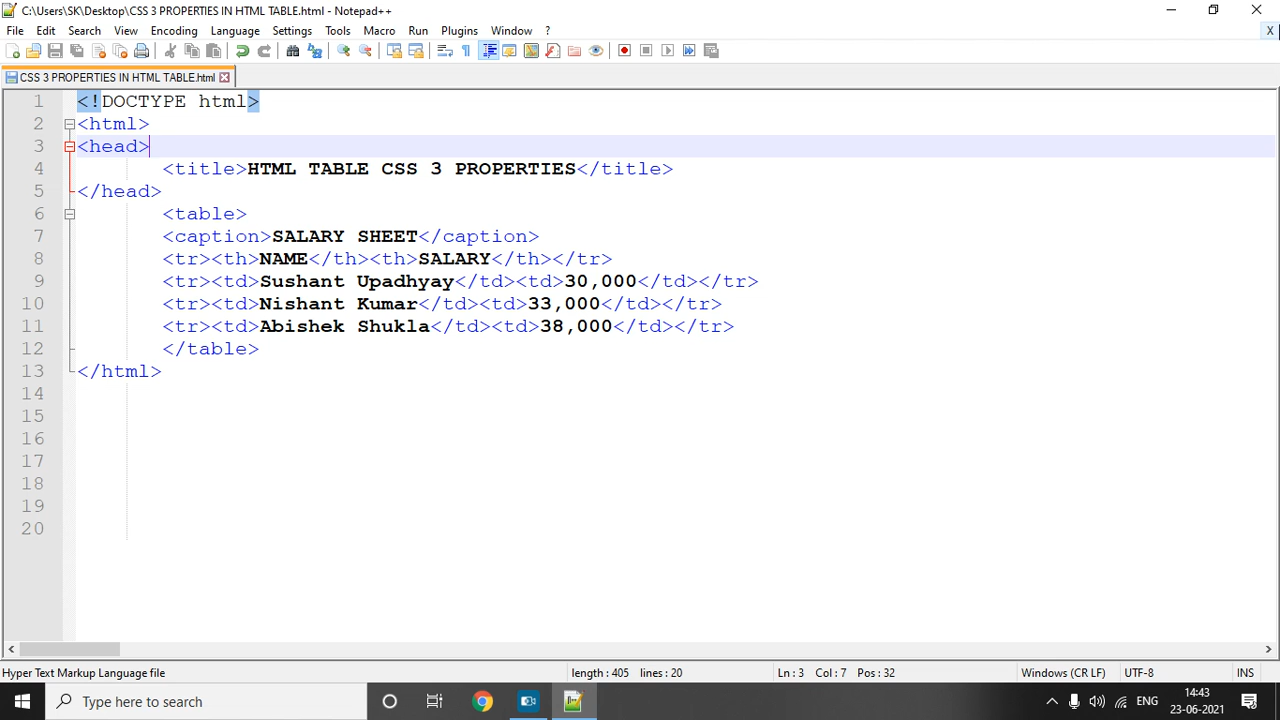 C:\Users\SK\Desktop\CSS 3 PROPERTIES IN HTML TABLE.html - Notepad++
File Edit Search View Encoding Language Settings Tools Macro Run Plugins Window ? X
CSS 3 PROPERTIES IN HTML TABLE.html
1 <!DOCTYPE html>
2 <html>
3 <head>
4 <title>HTML TABLE CSS 3 PROPERTIES</title>
5 </head>
6 <table>
7 <caption>SALARY SHEET</caption>
8 <tr><th>NAME</th><th>SALARY</th></tr>
9 <tr><td>Sushant Upadhyay</td><td>30,000</td></tr>
10 <tr><td>Nishant Kumar</td><td>33,000</td></tr>
11 <tr><td>Abishek Shukla</td><td>38,000</td></tr>
12 </table>
13 </html>
14
15
16
17
18
19
20
Hyper Text Markup Language file length : 405 lines : 20 Ln : 3 Col : 7 Pos : 32 Windows (CR LF) UTF-8 INS
Type here to search ENG 14:43
23-06-2021